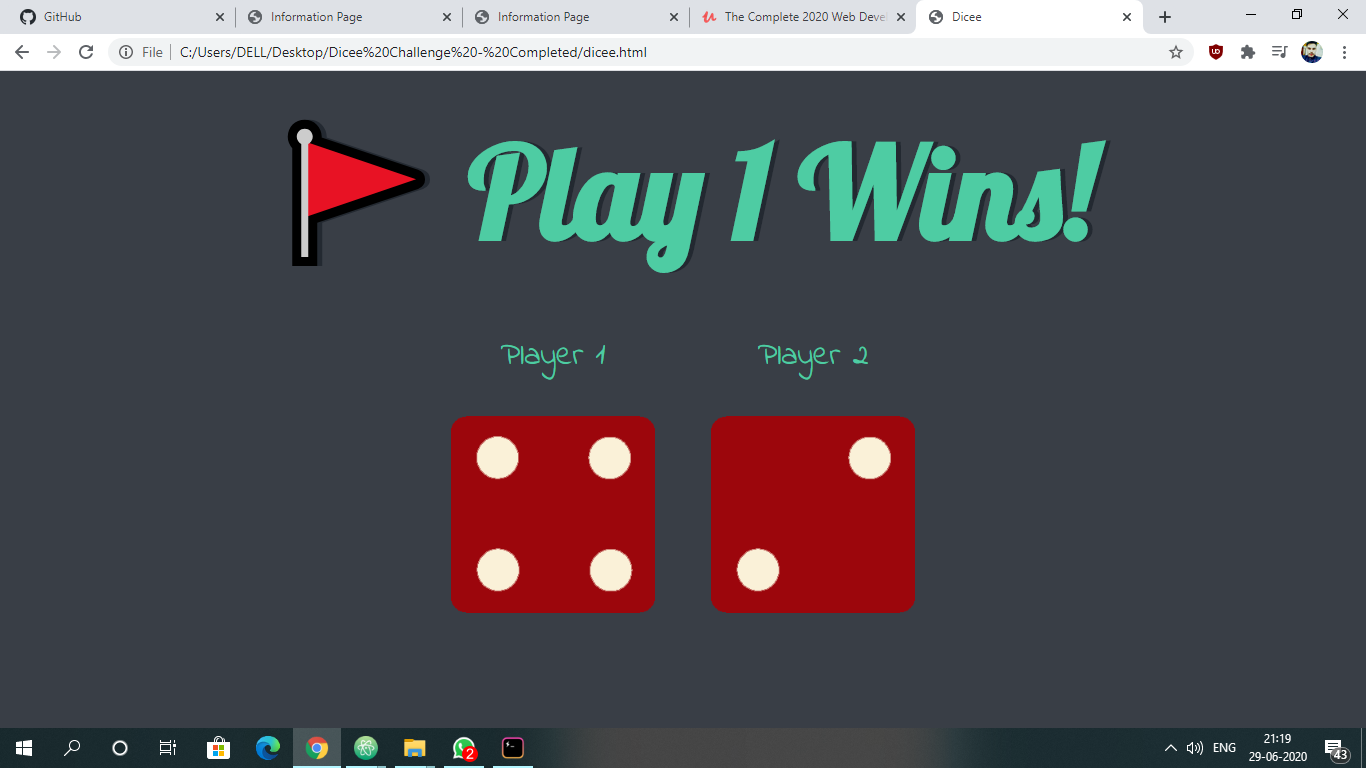 GitHub
Information Page
Information Page
The Complete 2020 Web Devel
Dicee
File
C:/Users/DELL/Desktop/Dicee%20Challenge%20-%20Completed/dicee.html
Play 1 Wins!
Player 1
Player 2
2
ENG
21:19
29-06-2020
43